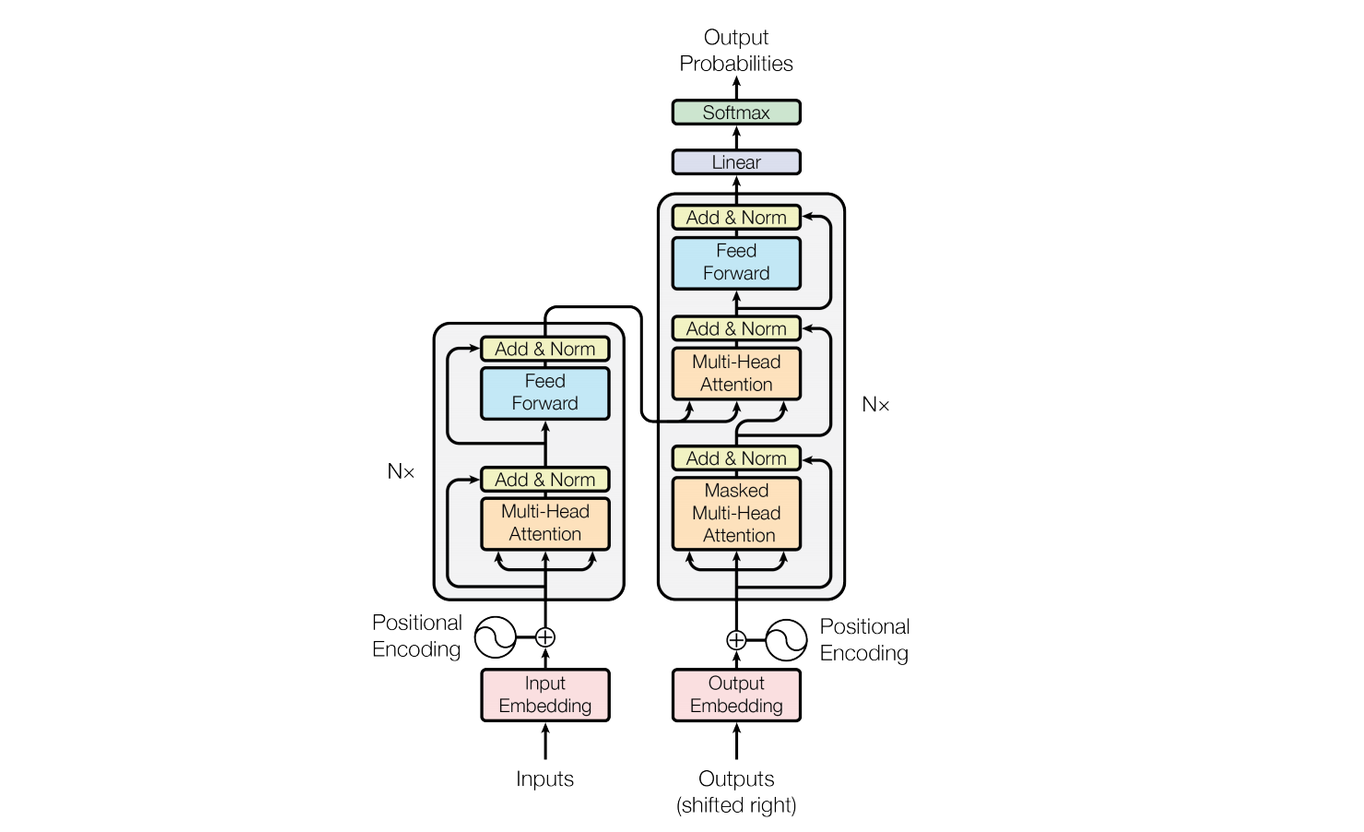 Output
Probabilities
Softmax
Linear
Add & Norm
Feed
Forward
Add & Norm
Multi-Head
Attention
Add & Norm
Masked
Multi-Head
Attention
N×
Add & Norm
Feed
Forward
Add & Norm
Multi-Head
Attention
N×
Positional
Encoding
Positional
Encoding
Input
Embedding
Output
Embedding
Inputs
Outputs
(shifted right)